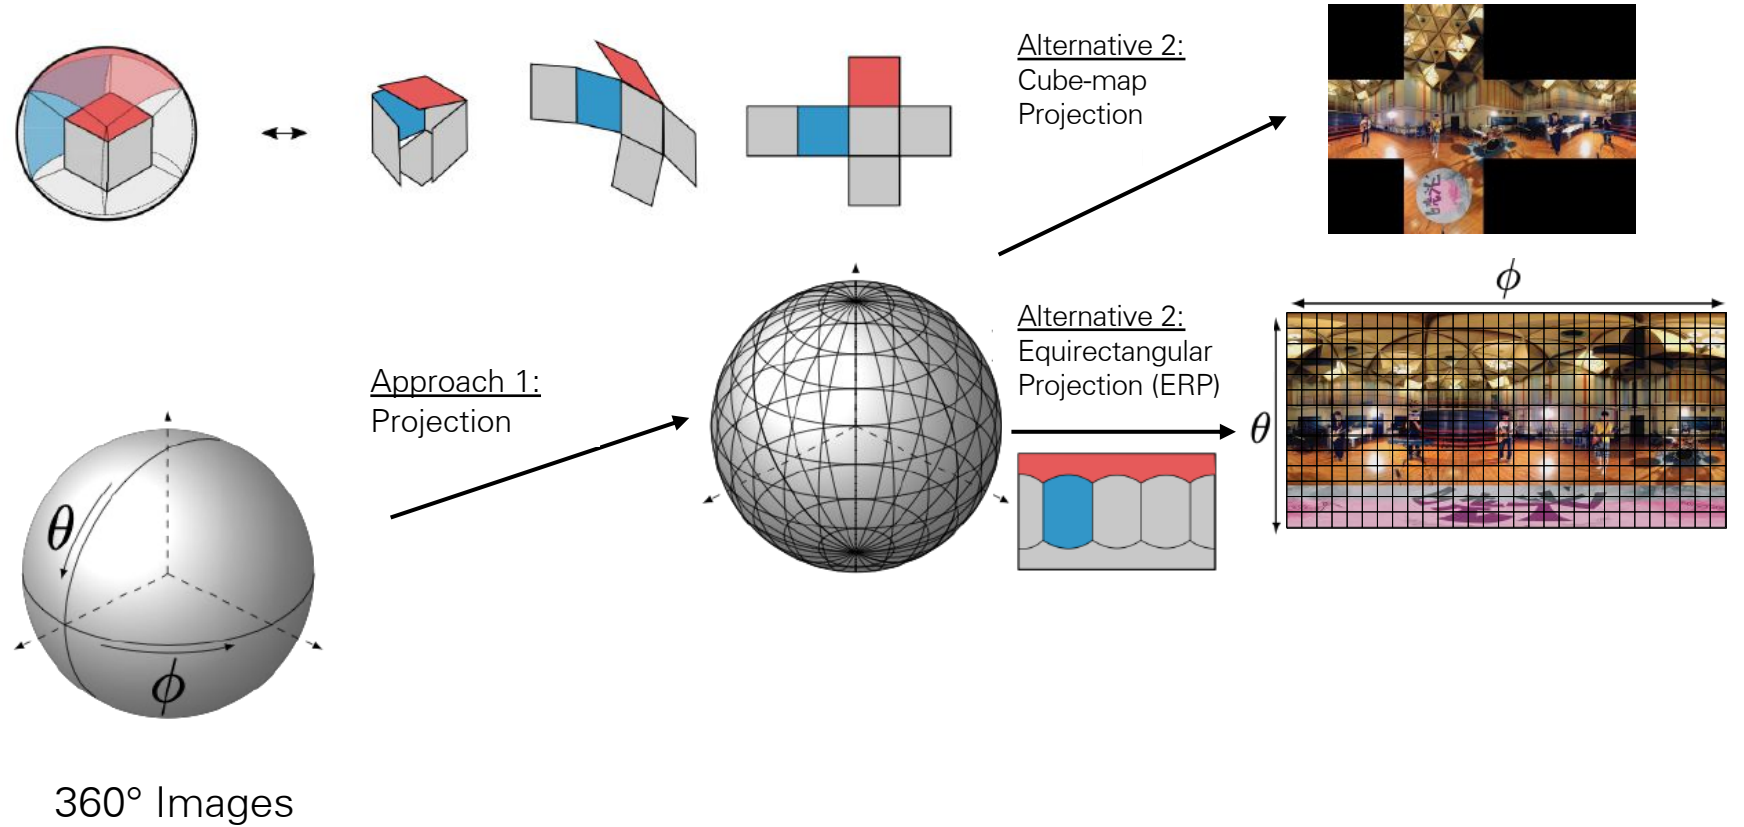 Alternative 2:
Cube-map
Projection
ϕ
Alternative 2:
Equirectangular
Projection (ERP)
θ
Approach 1:
Projection
θ
ϕ
360° Images